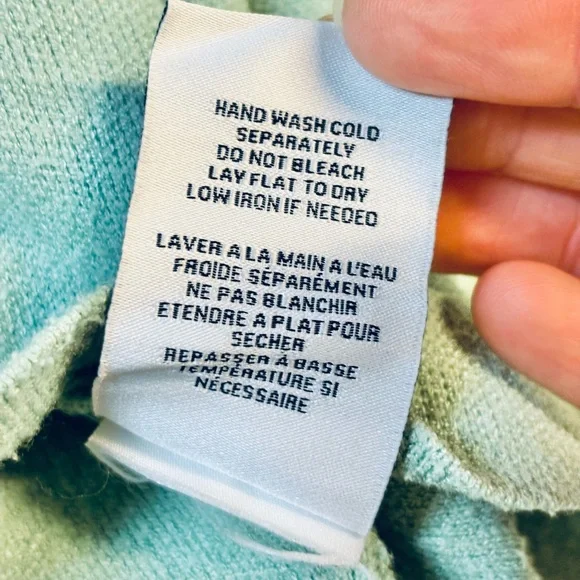 HAND WASH COLD
SEPARATELY
DO NOT BLEACH
LAY FLAT TO DRY
LOW IRON IF NEEDED
LAVER A LA MAIN A L'EAU
FROIDE SÉPARÉMENT
NE PAS BLANCHIR
ETENDRE A PLAT POUR
SECHER
REPASSER À BASSE
TEMPÉRATURE SI
NÉCESSAIRE